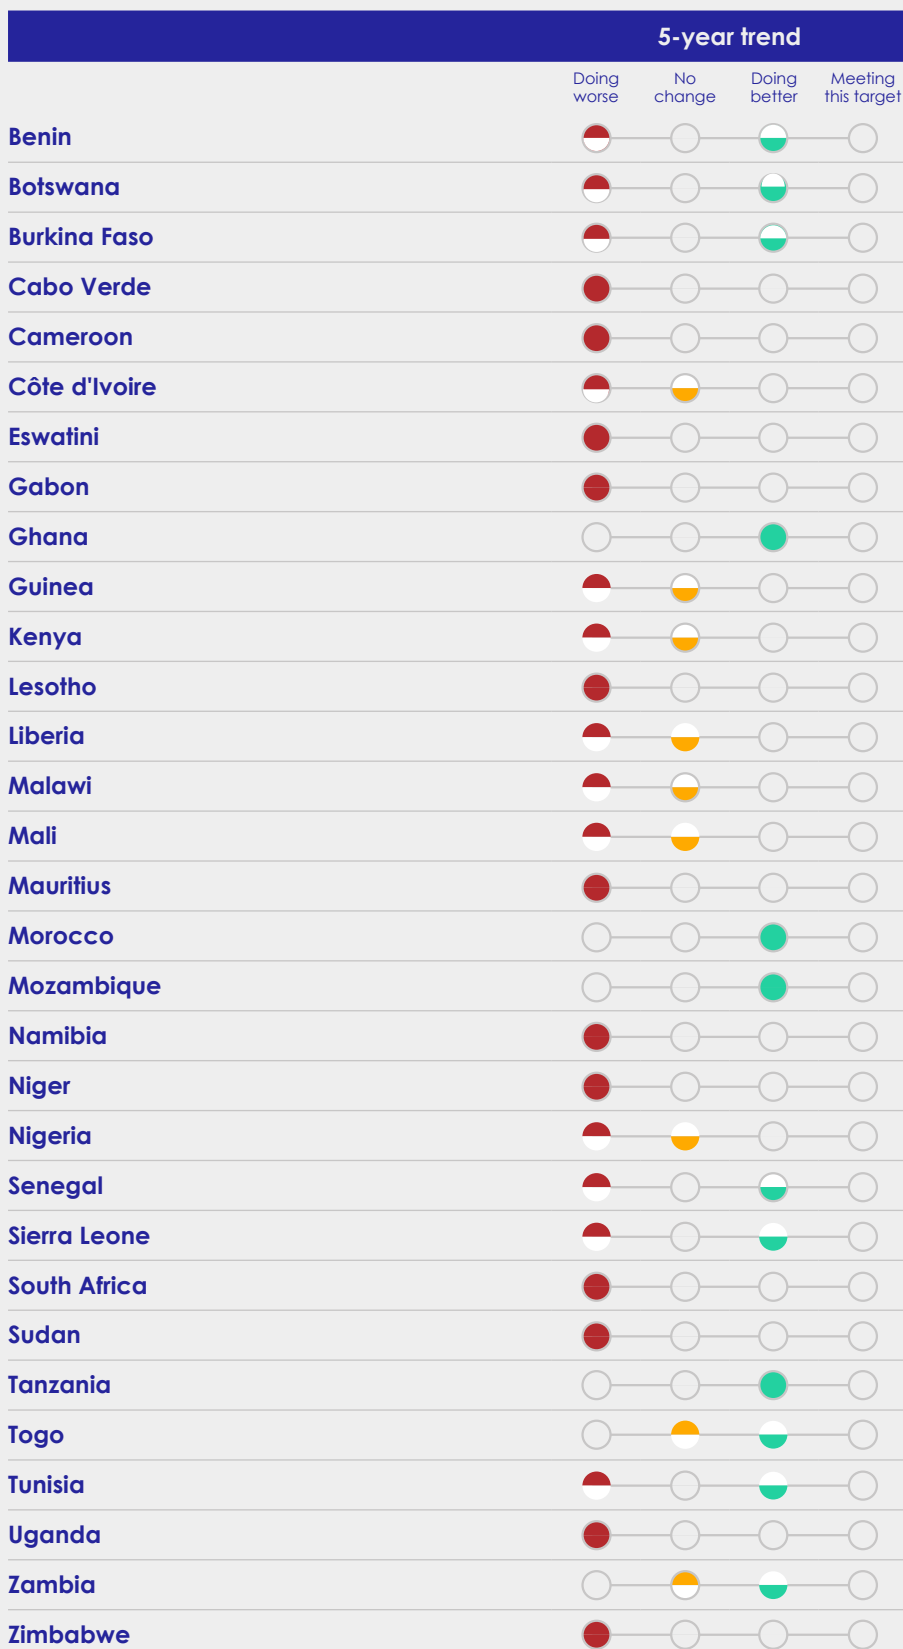 5-year trend
Doing worse
No change
Doing better
Meeting this target
Benin
Botswana
Burkina Faso
Cabo Verde
Cameroon
Côte d'Ivoire
Eswatini
Gabon
Ghana
Guinea
Kenya
Lesotho
Liberia
Malawi
Mali
Mauritius
Morocco
Mozambique
Namibia
Niger
Nigeria
Senegal
Sierra Leone
South Africa
Sudan
Tanzania
Togo
Tunisia
Uganda
Zambia
Zimbabwe